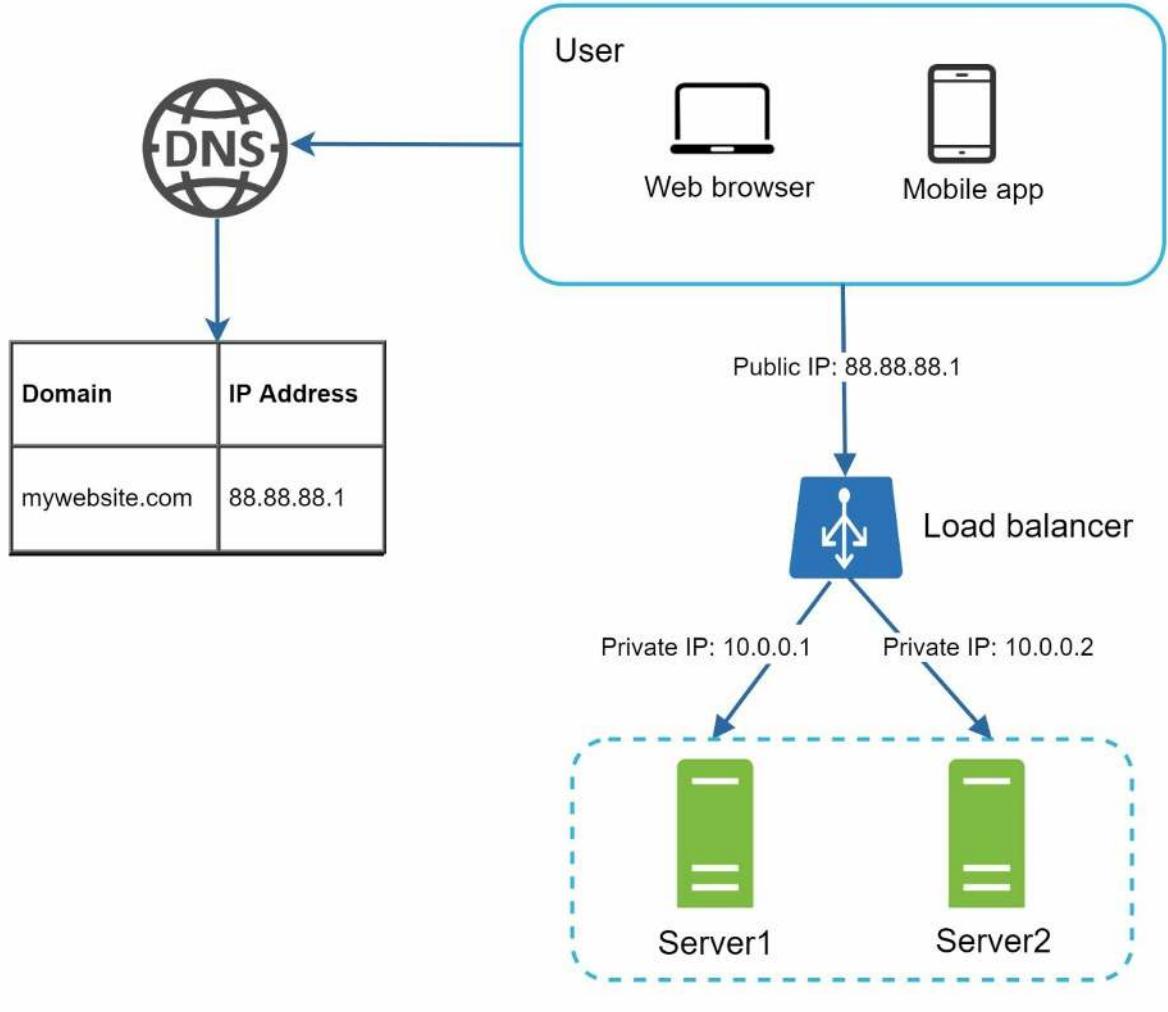 User
DNS
Web browser
Mobile app
Public IP: 88.88.88.1
Domain
IP Address
mywebsite.com
88.88.88.1
Load balancer
Private IP: 10.0.0.1
Private IP: 10.0.0.2
Server1
Server2